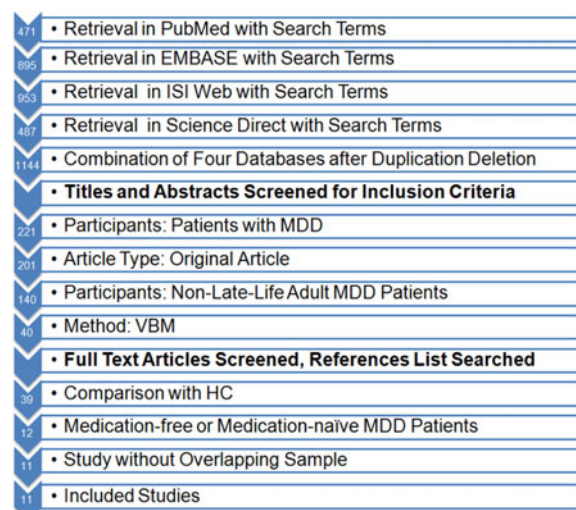 471 • Retrieval in PubMed with Search Terms
895 • Retrieval in EMBASE with Search Terms
953 • Retrieval in ISI Web with Search Terms
487 • Retrieval in Science Direct with Search Terms
1144 • Combination of Four Databases after Duplication Deletion
• Titles and Abstracts Screened for Inclusion Criteria
221 • Participants: Patients with MDD
201 • Article Type: Original Article
140 • Participants: Non-Late-Life Adult MDD Patients
40 • Method: VBM
• Full Text Articles Screened, References List Searched
39 • Comparison with HC
12 • Medication-free or Medication-naïve MDD Patients
11 • Study without Overlapping Sample
11 • Included Studies